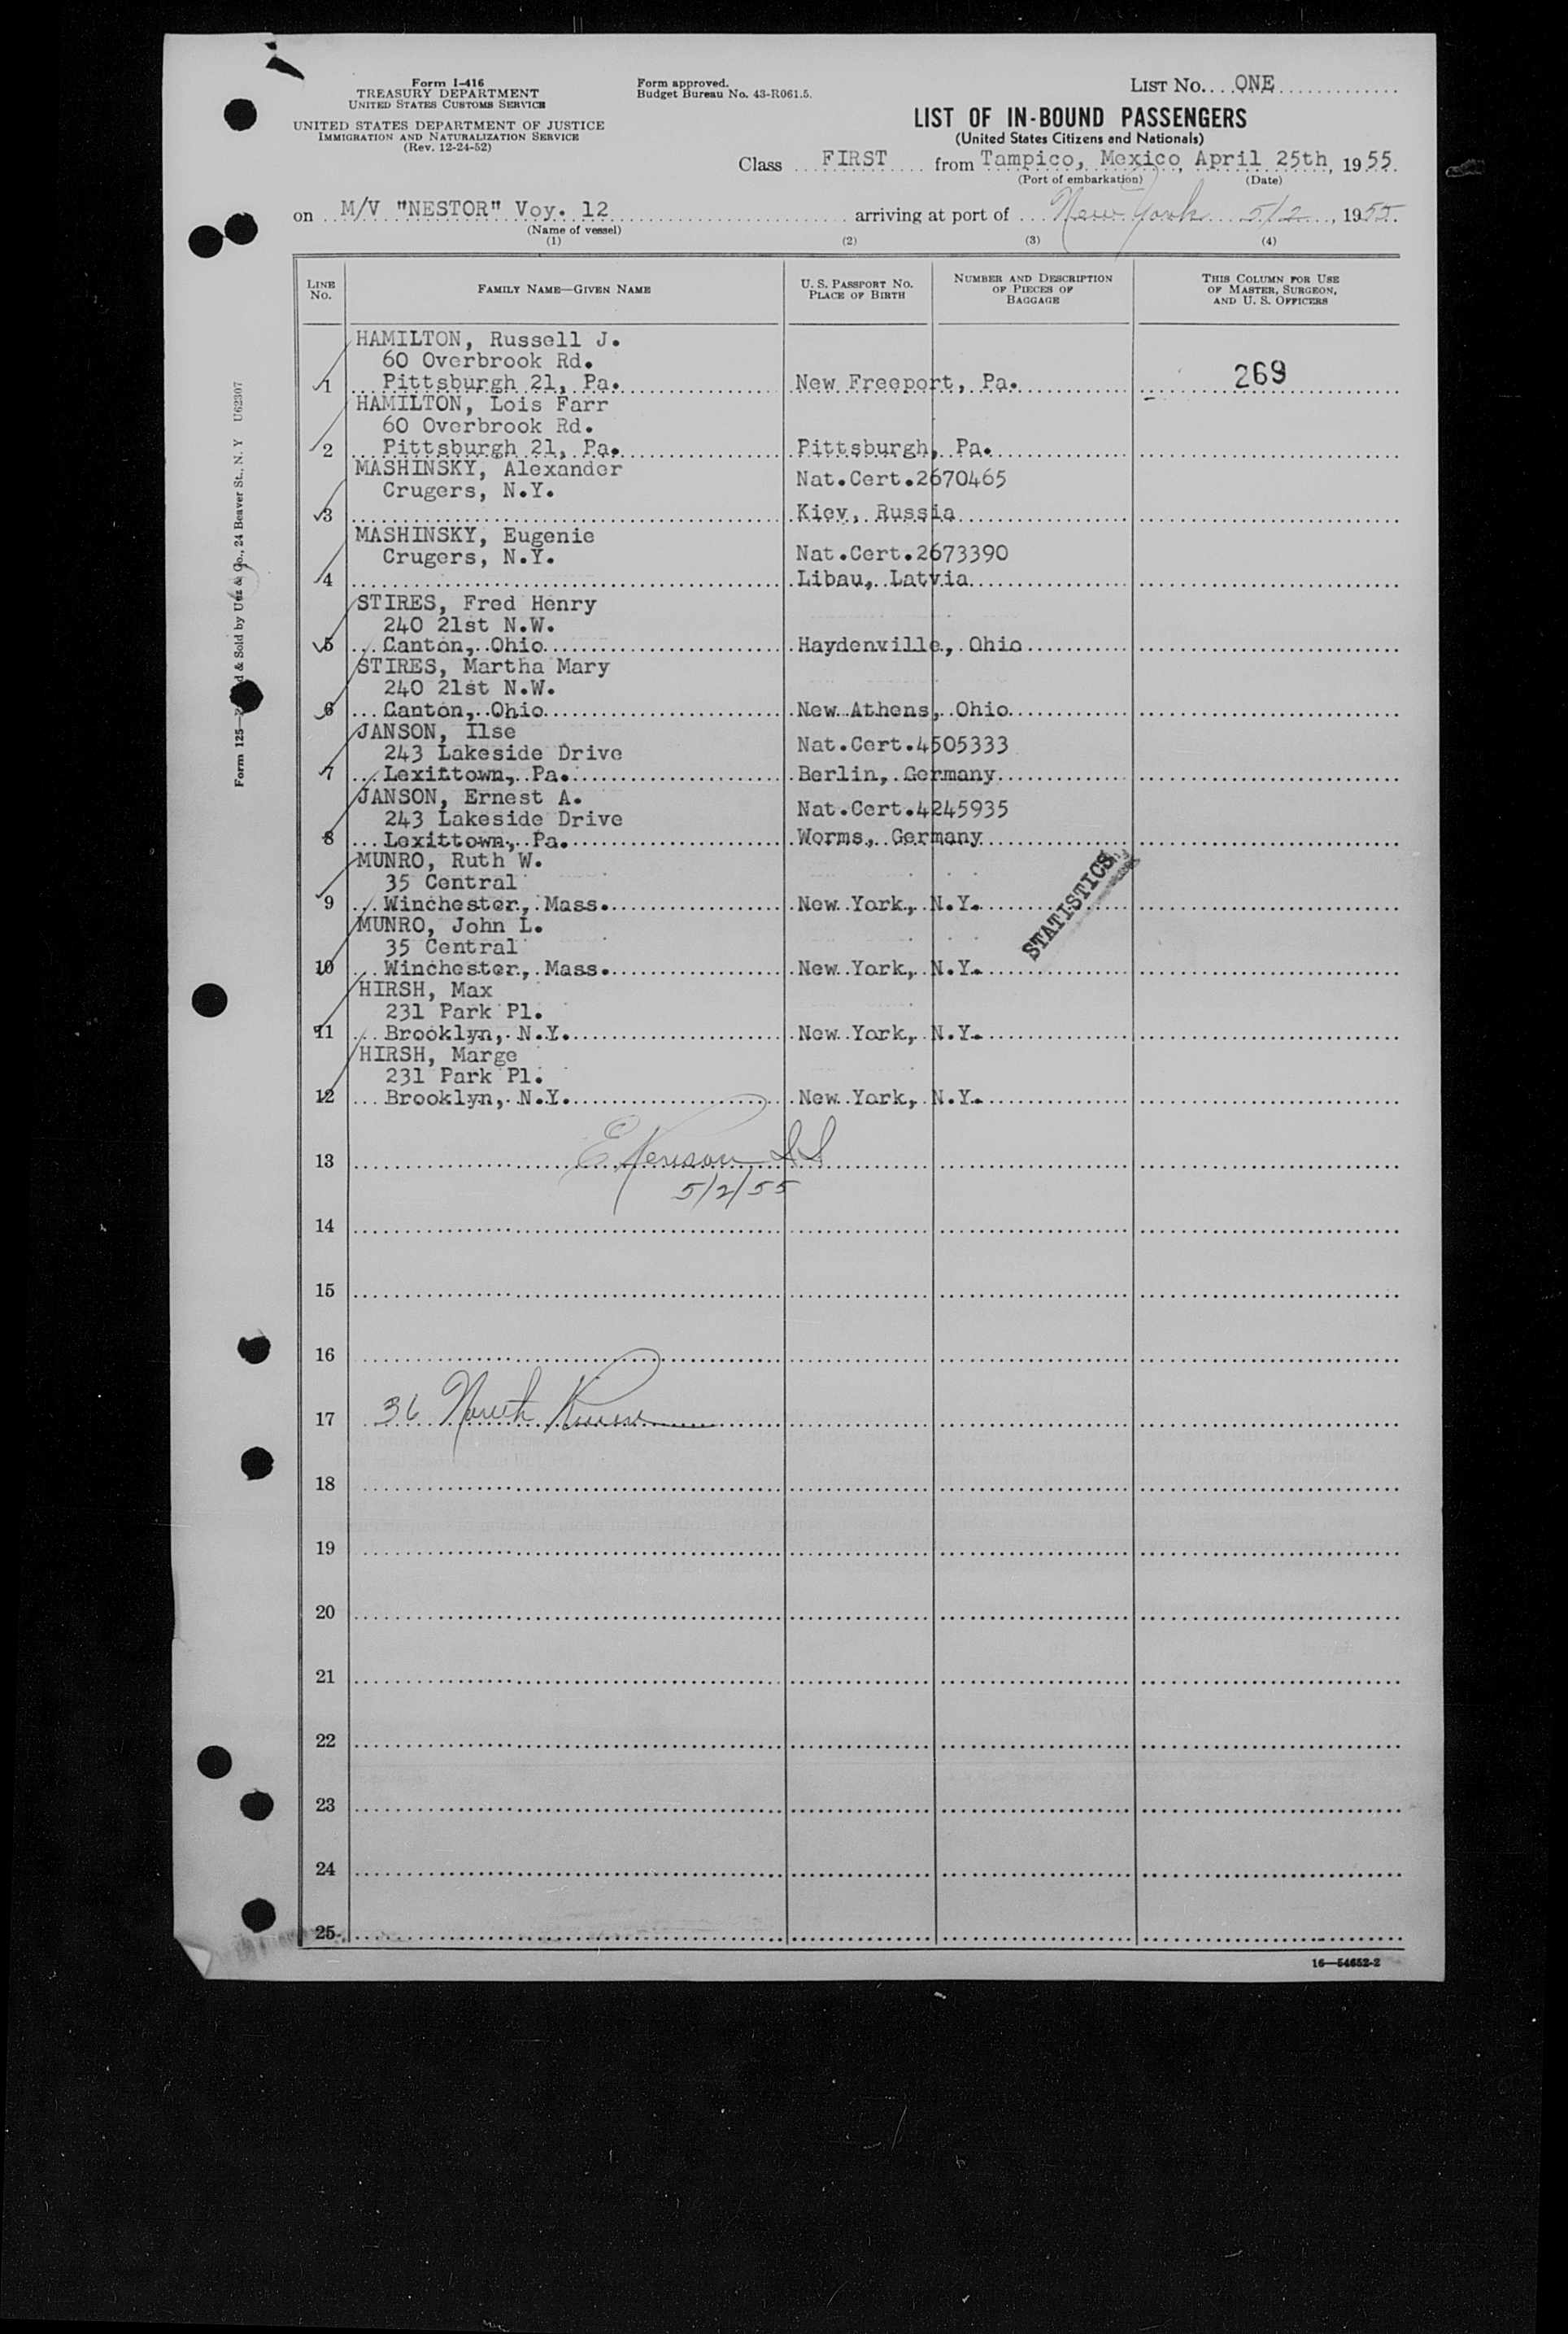 Form I-416
TREASURY DEPARTMENT
UNITED STATES CUSTOMS SERVICE
UNITED STATES DEPARTMENT OF JUSTICE
IMMIGRATION AND NATURALIZATION SERVICE
(Rev. 12-24-52)
Form approved.
Budget Bureau No. 43-R061.5.
LIST No. ONE
LIST OF IN-BOUND PASSENGERS
(United States Citizens and Nationals)
Class FIRST from Tampico, Mexico, April 25th, 1955
(Port of embarkation) (Date)
on M/V "NESTOR" Voy. 12 arriving at port of New York 5/2, 1955.
(Name of vessel)
(1) (2) (3) (4)
LINE No.
FAMILY NAME—GIVEN NAME
U. S. PASSPORT NO.
PLACE OF BIRTH
NUMBER AND DESCRIPTION
OF PIECES OF
BAGGAGE
THIS COLUMN FOR USE
OF MASTER, SURGEON,
AND U. S. OFFICERS
HAMILTON, Russell J.
60 Overbrook Rd.
1 Pittsburgh 21, Pa. New Freeport, Pa. 269
HAMILTON, Lois Farr
60 Overbrook Rd.
2 Pittsburgh 21, Pa. Pittsburgh, Pa.
MASHINSKY, Alexander Nat.Cert.2670465
Crugers, N.Y.
3 Kiev, Russia
MASHINSKY, Eugenie
Crugers, N.Y. Nat.Cert.2673390
4 Libau, Latvia
STIRES, Fred Henry
240 21st N.W.
5 Canton, Ohio Haydenville, Ohio
STIRES, Martha Mary
240 21st N.W.
6 Canton, Ohio New Athens, Ohio
JANSON, Ilse
243 Lakeside Drive Nat.Cert.4505333
7 Lexittown, Pa. Berlin, Germany
JANSON, Ernest A.
243 Lakeside Drive Nat.Cert.4245935
8 Lexittown, Pa. Worms, Germany
MUNRO, Ruth W.
35 Central
9 Winchester, Mass. New York, N.Y.
STATISTICS
MUNRO, John L.
35 Central
10 Winchester, Mass. New York, N.Y.
HIRSH, Max
231 Park Pl.
11 Brooklyn, N.Y. New York, N.Y.
HIRSH, Marge
231 Park Pl.
12 Brooklyn, N.Y. New York, N.Y.
13
5/2/55
14
15
16
17 36 North
18
19
20
21
22
23
24
25
16—54652-2
Form 125— & Sold by & Co., 24 Beaver St., N. Y U62307